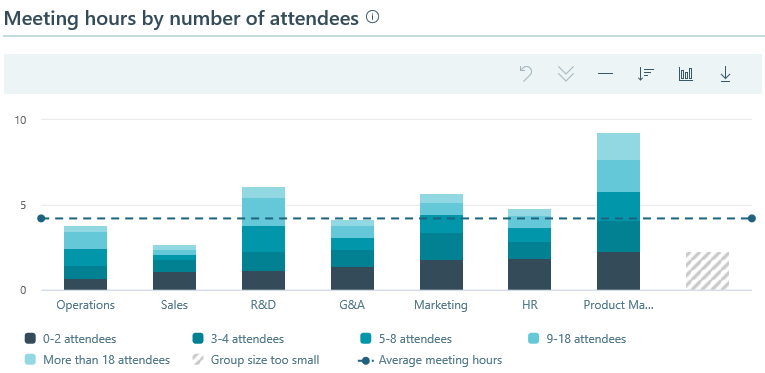 Meeting hours by number of attendees
10
5
0
Operations Sales R&D G&A Marketing HR Product Ma...
0-2 attendees 3-4 attendees 5-8 attendees 9-18 attendees
More than 18 attendees Group size too small Average meeting hours